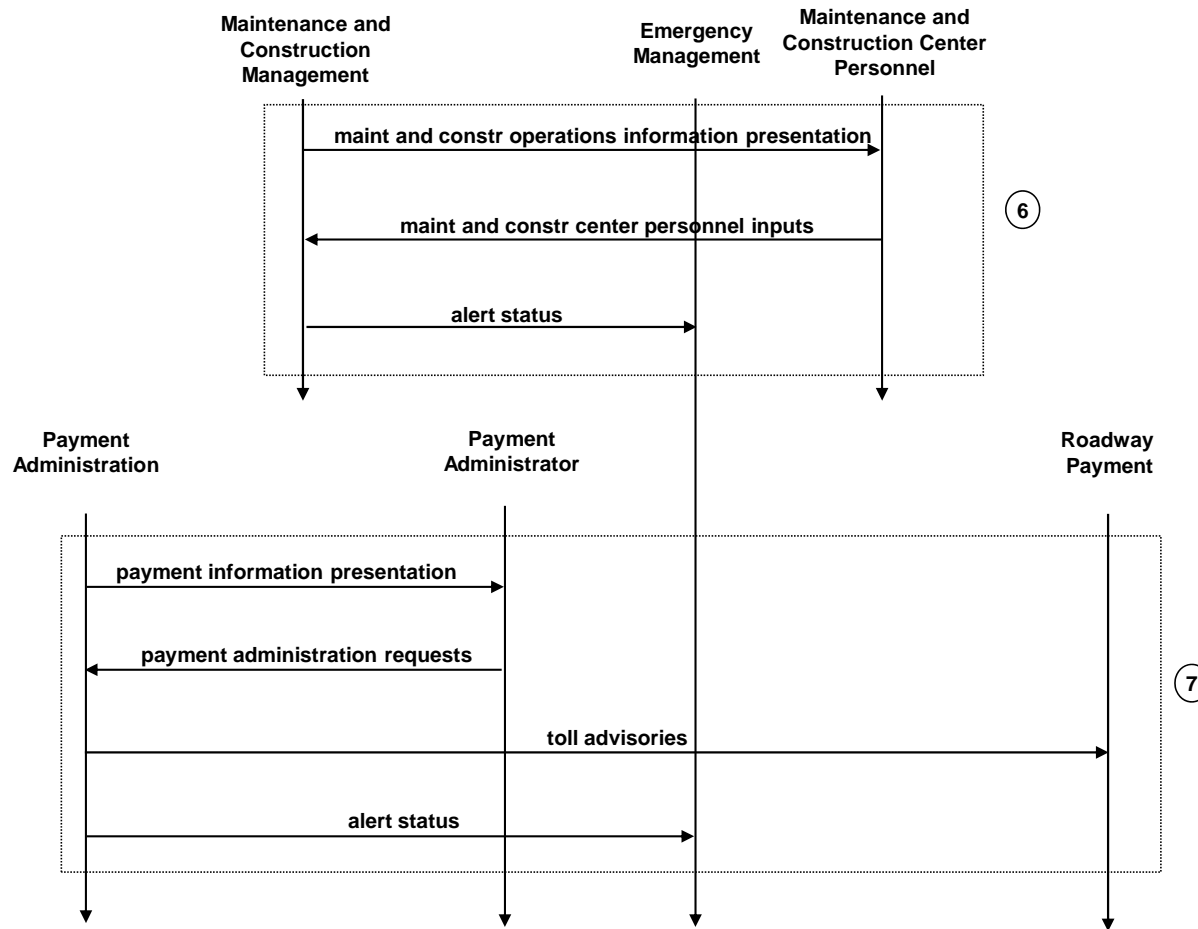 Maintenance and
Construction
Management
Emergency
Management
Maintenance and
Construction Center
Personnel
maint and constr operations information presentation
6
maint and constr center personnel inputs
alert status
Payment
Administration
Payment
Administrator
Roadway
Payment
payment information presentation
payment administration requests
7
toll advisories
alert status